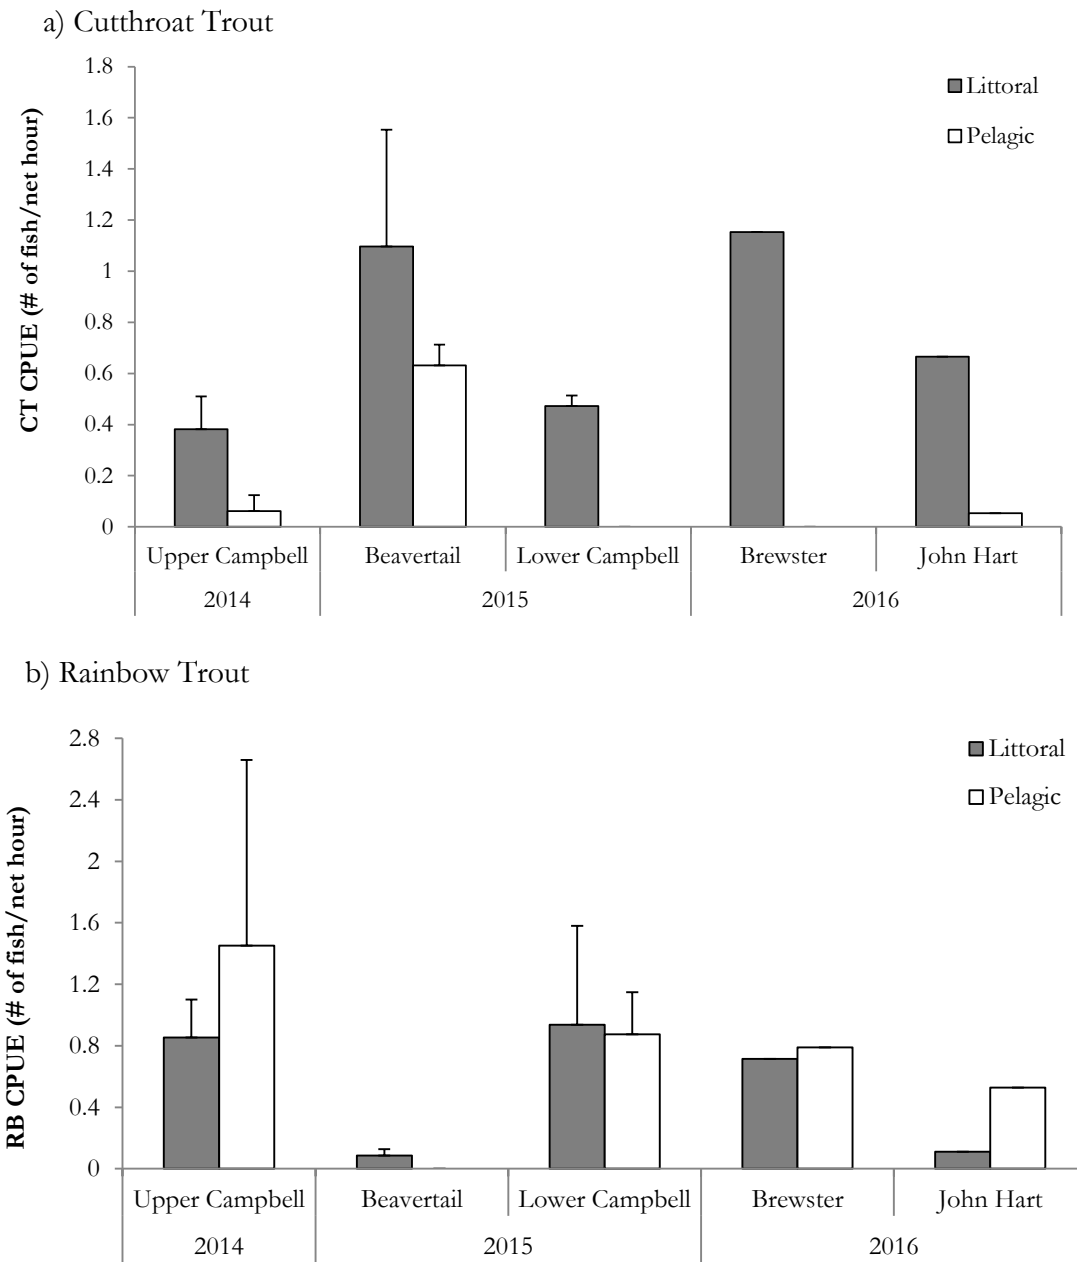 a) Cutthroat Trout
CT CPUE (# of fish/net hour)
1.8
1.6
1.4
1.2
1
0.8
0.6
0.4
0.2
0
Littoral
Pelagic
Upper Campbell Beavertail Lower Campbell Brewster John Hart
2014 2015 2016
b) Rainbow Trout
RB CPUE (# of fish/net hour)
2.8
2.4
2
1.6
1.2
0.8
0.4
0
Littoral
Pelagic
Upper Campbell Beavertail Lower Campbell Brewster John Hart
2014 2015 2016